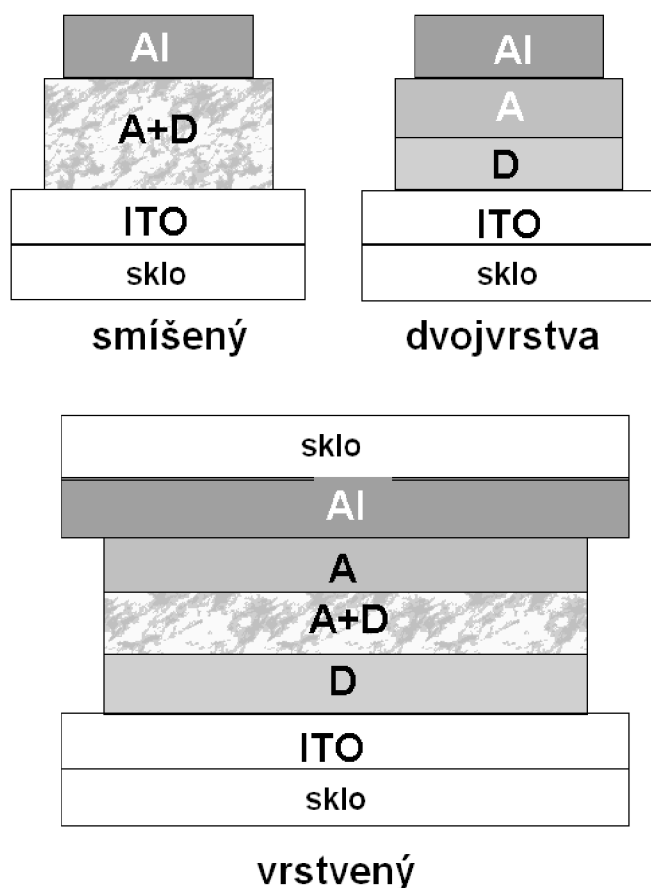 Al
A+D
ITO
sklo
smíšený
Al
A
D
ITO
sklo
dvojvrstva
sklo
Al
A
A+D
D
ITO
sklo
vrstvený